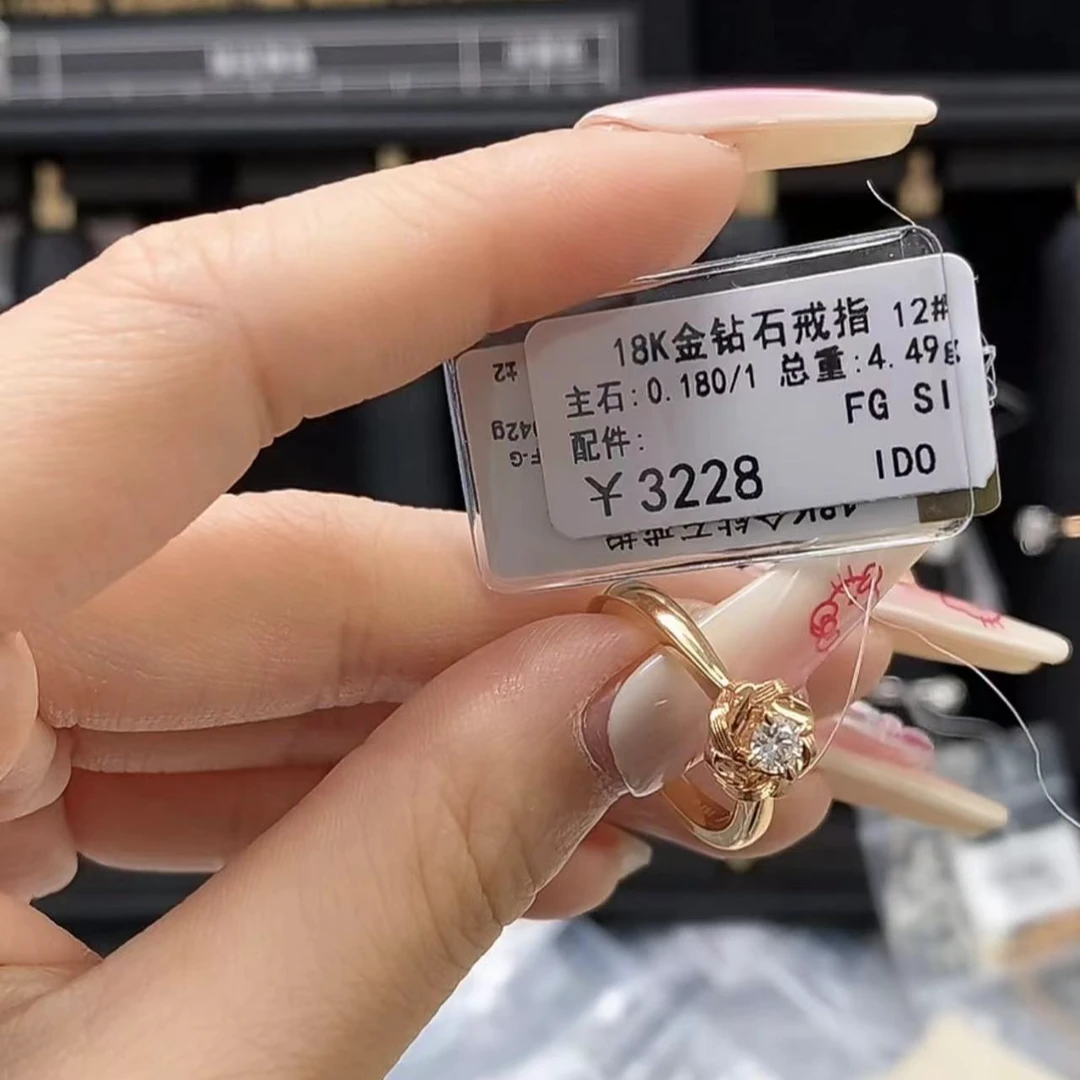 18K金钻石戒指 12#
主石:0.180/1 总重:4.49g
FG SI
配件:
¥3228 IDO